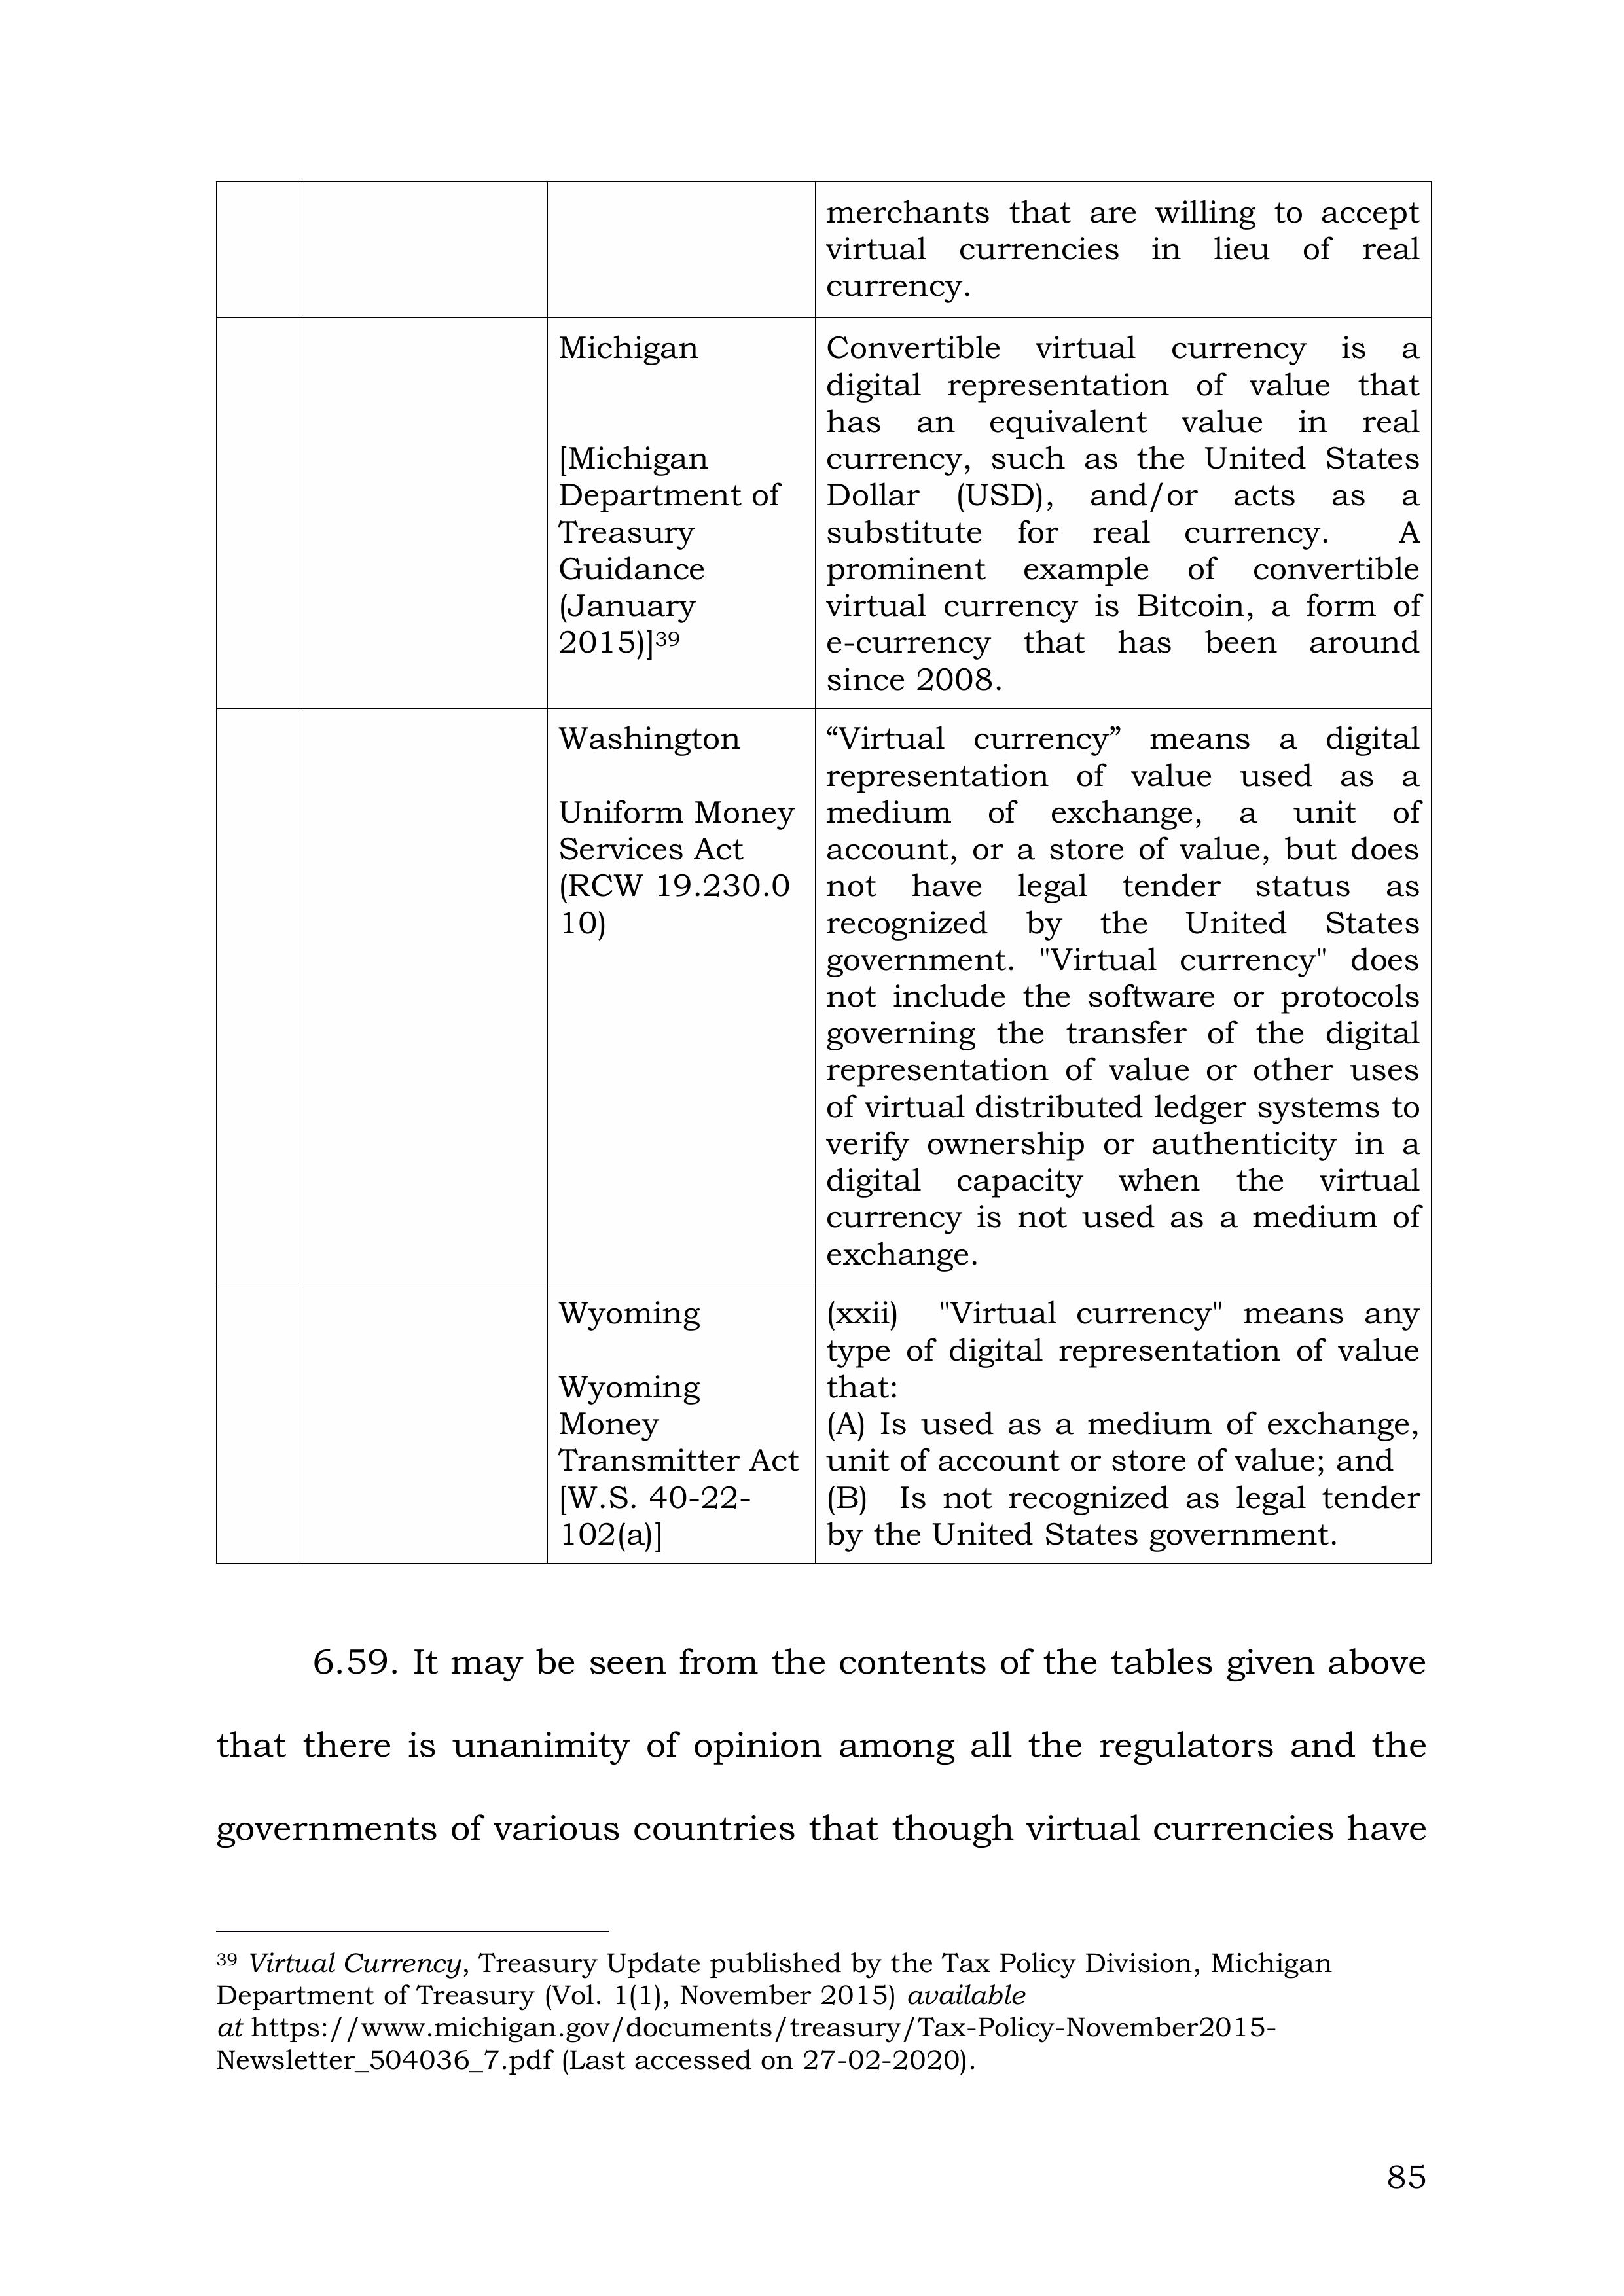 merchants that are willing to accept
virtual currencies in lieu of real
currency.
Michigan
[Michigan
Department of
Treasury
Guidance
(January
2015)]39
Convertible virtual currency is a
digital representation of value that
has an equivalent value in real
currency, such as the United States
Dollar (USD), and/or acts as a
substitute for real currency. A
prominent example of convertible
virtual currency is Bitcoin, a form of
e-currency that has been around
since 2008.
Washington
Uniform Money
Services Act
(RCW 19.230.0
10)
“Virtual currency” means a digital
representation of value used as a
medium of exchange, a unit of
account, or a store of value, but does
not have legal tender status as
recognized by the United States
government. "Virtual currency" does
not include the software or protocols
governing the transfer of the digital
representation of value or other uses
of virtual distributed ledger systems to
verify ownership or authenticity in a
digital capacity when the virtual
currency is not used as a medium of
exchange.
Wyoming
Wyoming
Money
Transmitter Act
[W.S. 40-22-
102(a)]
(xxii) "Virtual currency" means any
type of digital representation of value
that:
(A) Is used as a medium of exchange,
unit of account or store of value; and
(B) Is not recognized as legal tender
by the United States government.
6.59. It may be seen from the contents of the tables given above
that there is unanimity of opinion among all the regulators and the
governments of various countries that though virtual currencies have
39 Virtual Currency, Treasury Update published by the Tax Policy Division, Michigan
Department of Treasury (Vol. 1(1), November 2015) available
at https://www.michigan.gov/documents/treasury/Tax-Policy-November2015-
Newsletter_504036_7.pdf (Last accessed on 27-02-2020).
85